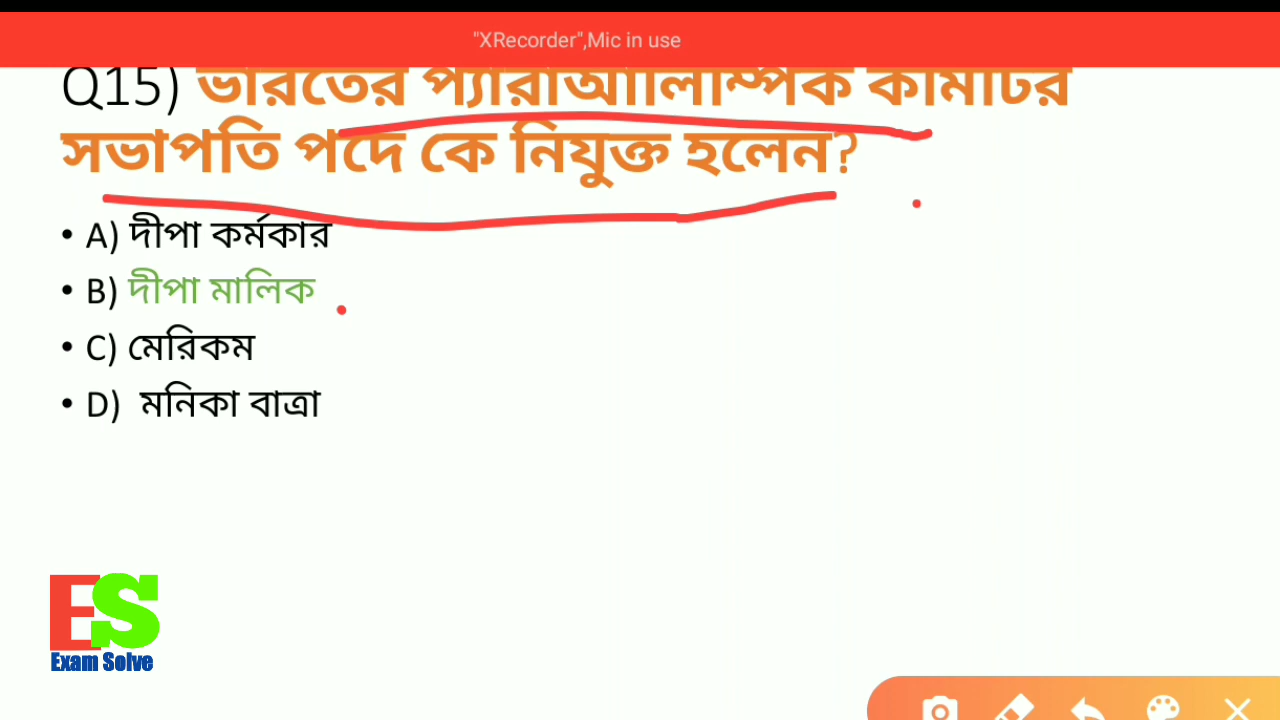 "XRecorder",Mic in use
Q15) ভারতের প্যারাঅলিম্পিক কমিটির
সভাপতি পদে কে নিযুক্ত হলেন?
• A) দীপা কর্মকার
• B) দীপা মালিক
• C) মেরিকম
• D) মনিকা বাত্রা
ES
Exam Solve